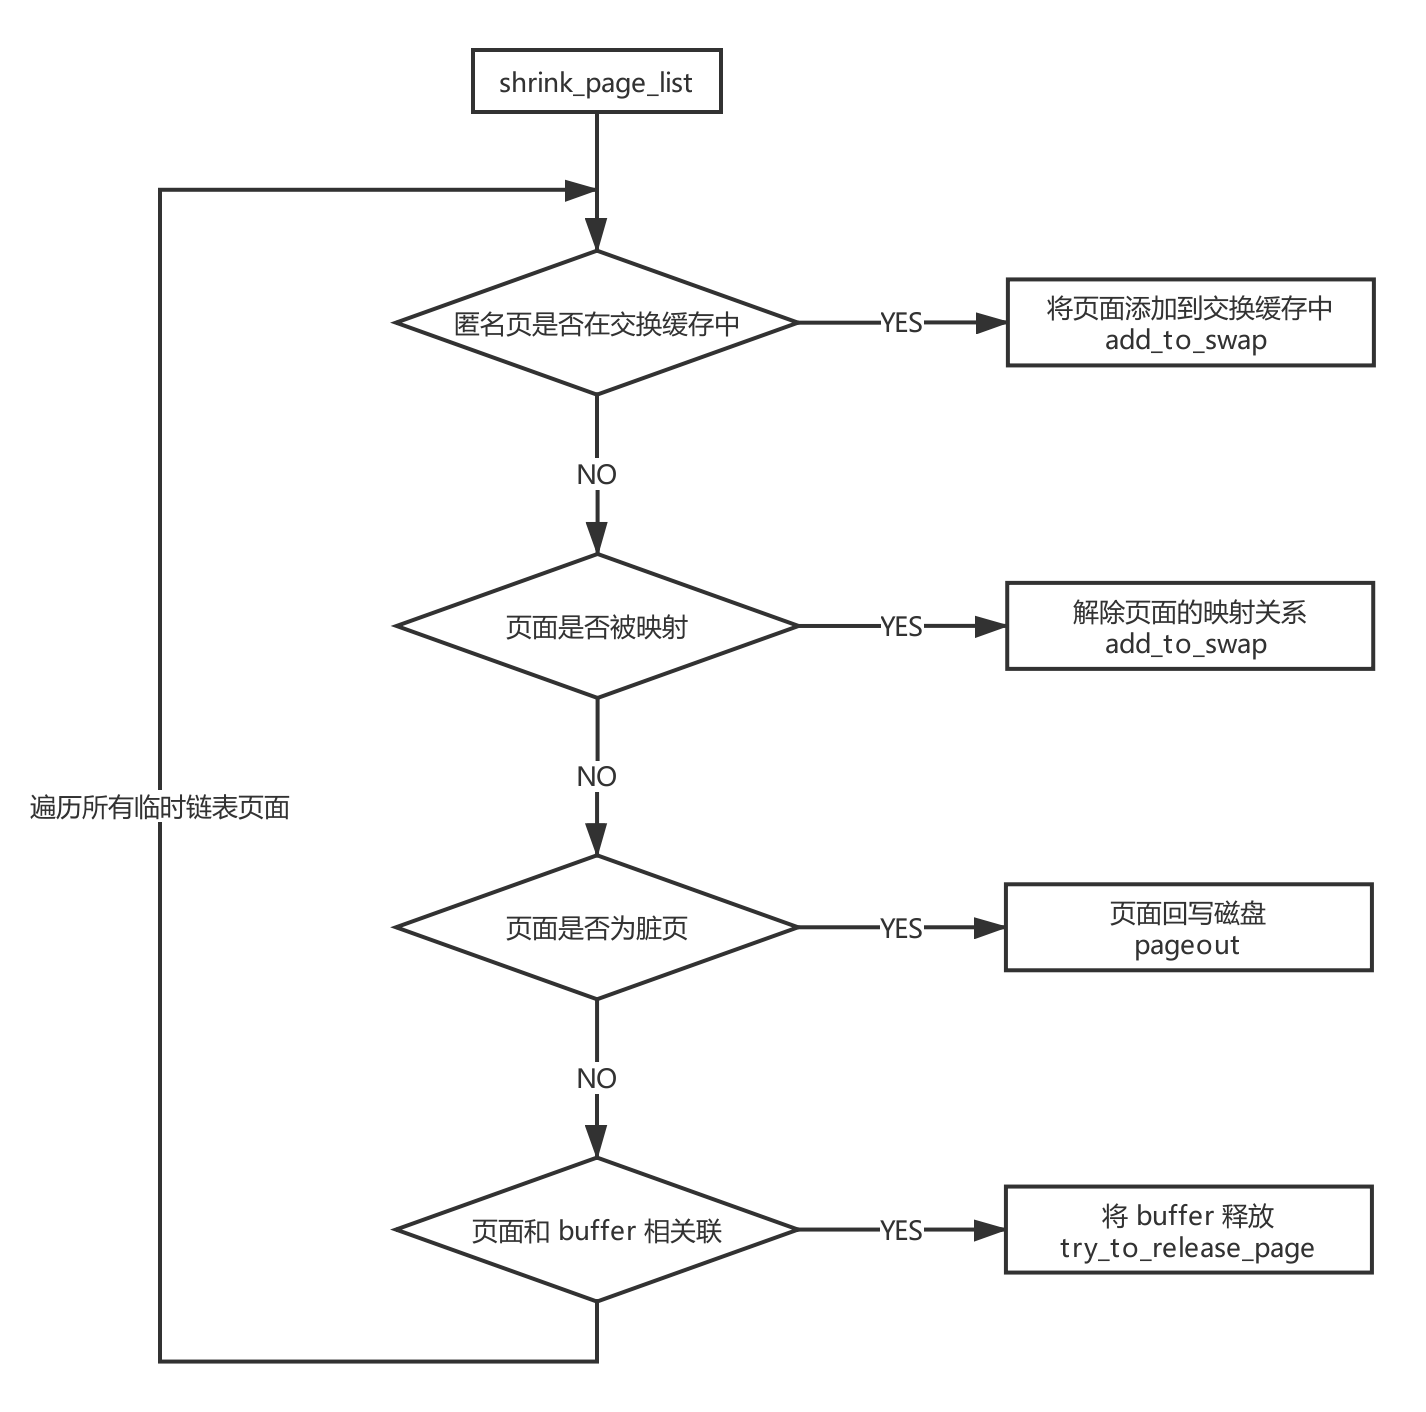 shrink_page_list
匿名页是否在交换缓存中
YES
将页面添加到交换缓存中
add_to_swap
NO
页面是否被映射
YES
解除页面的映射关系
add_to_swap
NO
遍历所有临时链表页面
页面是否为脏页
YES
页面回写磁盘
pageout
NO
页面和 buffer 相关联
YES
将 buffer 释放
try_to_release_page